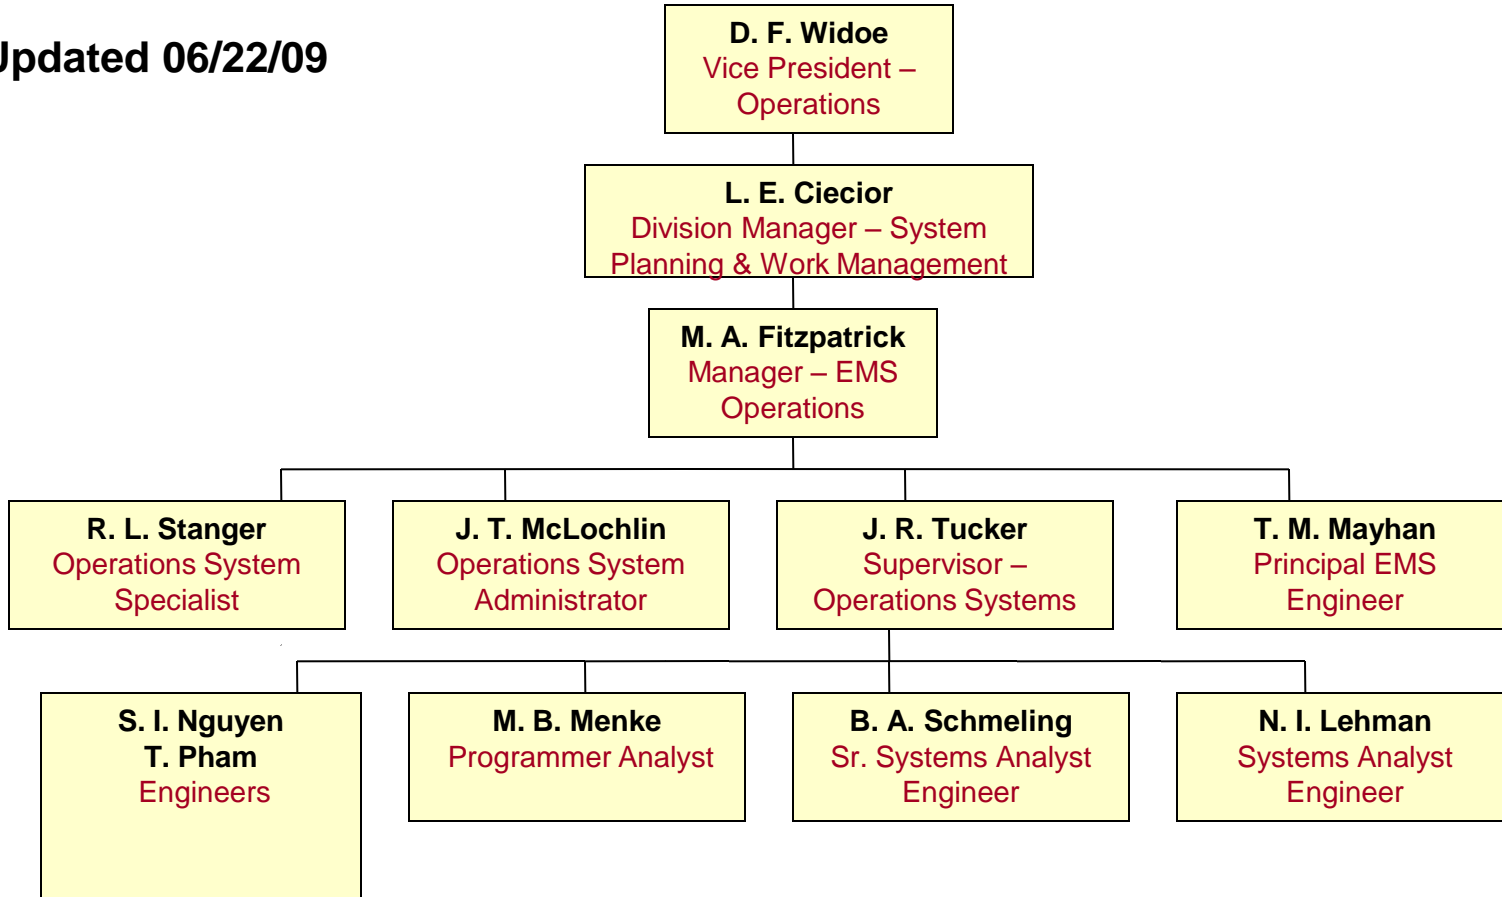 Updated 06/22/09
D. F. Widoe
Vice President –
Operations
L. E. Ciecior
Division Manager – System
Planning & Work Management
M. A. Fitzpatrick
Manager – EMS
Operations
R. L. Stanger
Operations System
Specialist
J. T. McLochlin
Operations System
Administrator
J. R. Tucker
Supervisor –
Operations Systems
T. M. Mayhan
Principal EMS
Engineer
S. I. Nguyen
T. Pham
Engineers
M. B. Menke
Programmer Analyst
B. A. Schmeling
Sr. Systems Analyst
Engineer
N. I. Lehman
Systems Analyst
Engineer